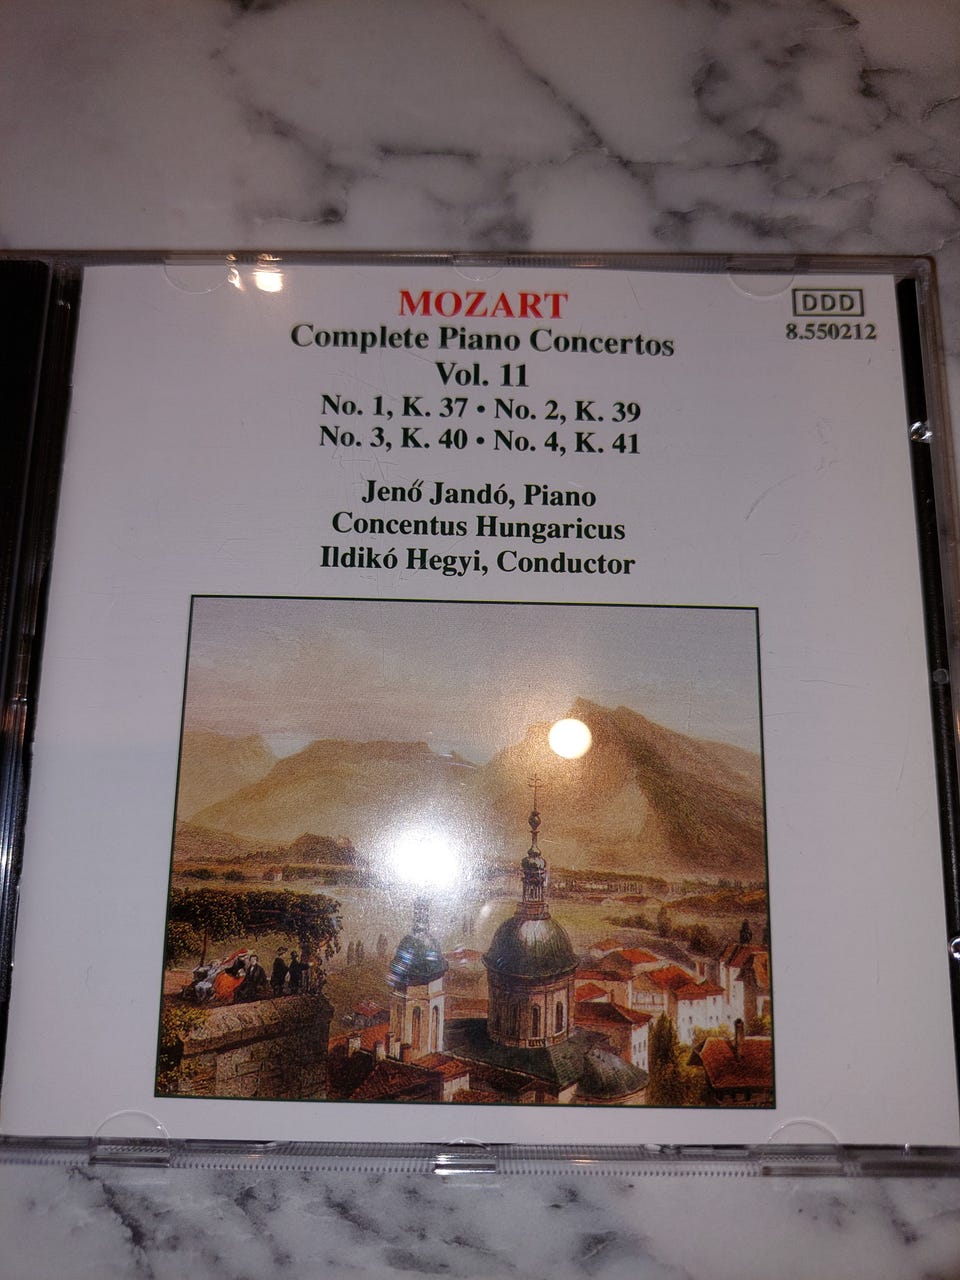 MOZART
Complete Piano Concertos
Vol. 11
No. 1, K. 37 • No. 2, K. 39
No. 3, K. 40 • No. 4, K. 41
Jenő Jandó, Piano
Concentus Hungaricus
Ildikó Hegyi, Conductor
DDD
8.550212